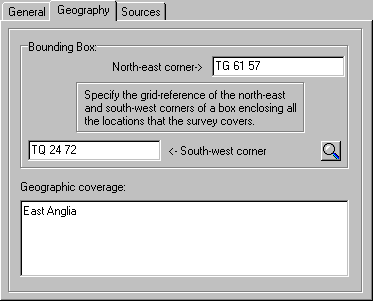 General Geography Sources
Bounding Box:
North-east corner-> TG 61 57
Specify the grid-reference of the north-east
and south-west corners of a box enclosing all
the locations that the survey covers.
TQ 24 72 <- South-west corner
Geographic coverage:
East Anglia